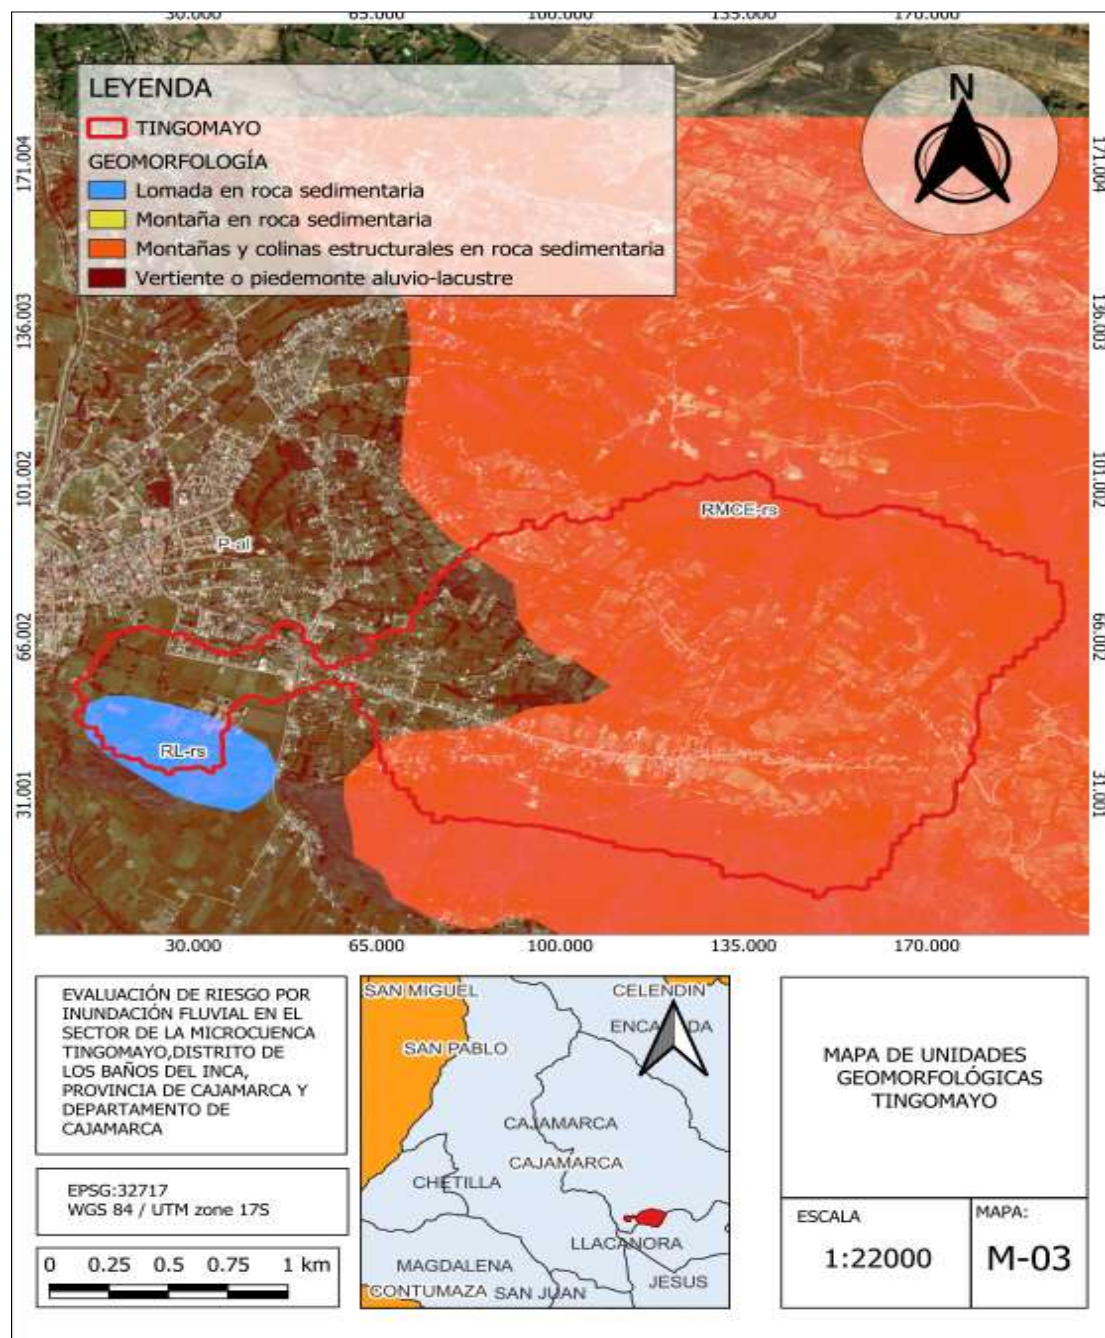 30.000 65.000 100.000 135.000 170.000
LEYENDA
TINGOMAYO
GEOMORFOLOGÍA
Lomada en roca sedimentaria
Montaña en roca sedimentaria
Montañas y colinas estructurales en roca sedimentaria
Vertiente o piedemonte aluvio-lacustre
N
171.004 171.004
136.003 136.003
101.002 101.002
66.002 66.002
31.001 31.001
RMCE-rs
P-al
RL-rs
30.000 65.000 100.000 135.000 170.000
EVALUACIÓN DE RIESGO POR
INUNDACIÓN FLUVIAL EN EL
SECTOR DE LA MICROCUENCA
TINGOMAYO,DISTRITO DE
LOS BAÑOS DEL INCA,
PROVINCIA DE CAJAMARCA Y
DEPARTAMENTO DE
CAJAMARCA
EPSG:32717
WGS 84 / UTM zone 17S
0 0.25 0.5 0.75 1 km
SAN MIGUEL
CELENDIN
SAN PABLO
CAJAMARCA
CAJAMARCA
CHETILLA
LLACANORA
MAGDALENA
JESUS
CONTUMAZA
SAN JUAN
MAPA DE UNIDADES
GEOMORFOLÓGICAS
TINGOMAYO
ESCALA
1:22000
MAPA:
M-03